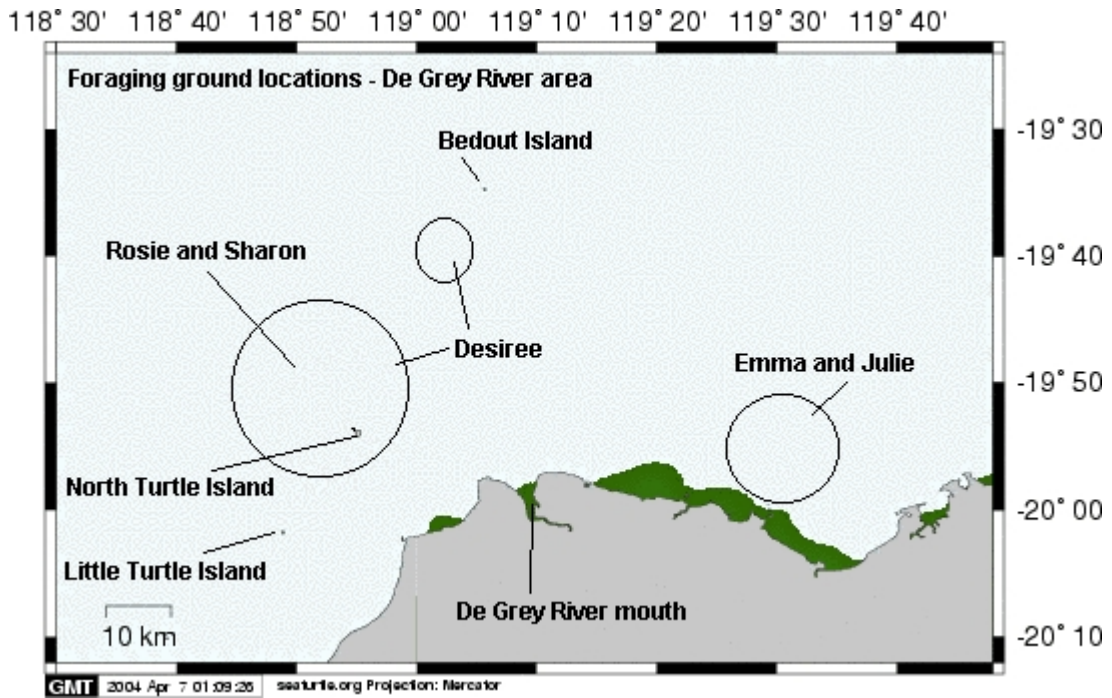 118˚ 30' 118˚ 40' 118˚ 50' 119˚ 00' 119˚ 10' 119˚ 20' 119˚ 30' 119˚ 40'
Foraging ground locations - De Grey River area
-19˚ 30'
Bedout Island
Rosie and Sharon
-19˚ 40'
Desiree
Emma and Julie
-19˚ 50'
North Turtle Island
-20˚ 00'
Little Turtle Island
De Grey River mouth
10 km
-20˚ 10'
GMT 2004 Apr 7 01:09:26 seaturtle.org Projection: Mercator